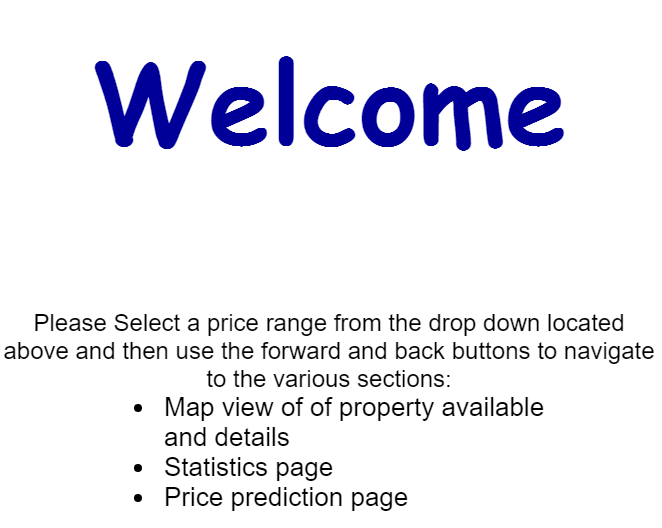 Welcome
Please Select a price range from the drop down located
above and then use the forward and back buttons to navigate
to the various sections:
• Map view of of property available
and details
• Statistics page
• Price prediction page